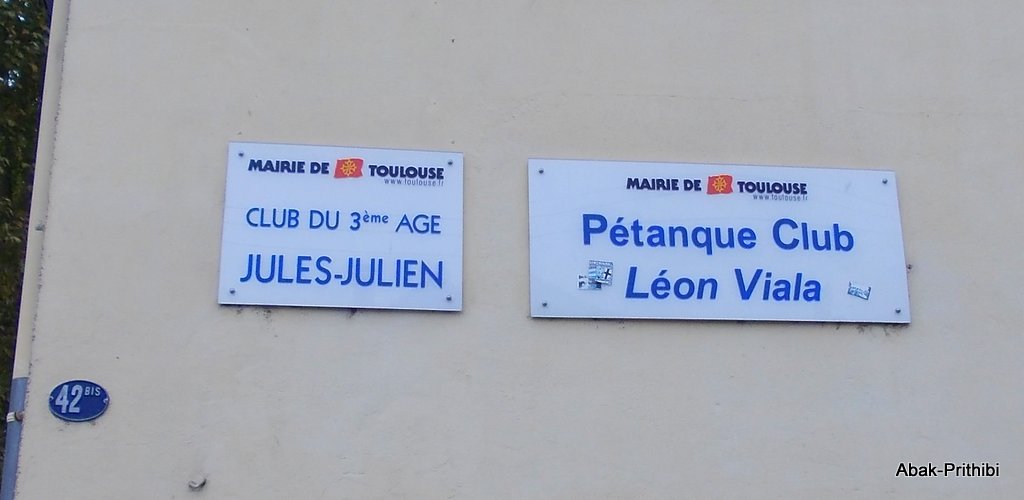 MAIRIE DE TOULOUSE
www.toulouse.fr
CLUB DU 3ème AGE
JULES-JULIEN
MAIRIE DE TOULOUSE
www.toulouse.fr
Pétanque Club
Léon Viala
42 BIS
Abak-Prithibi